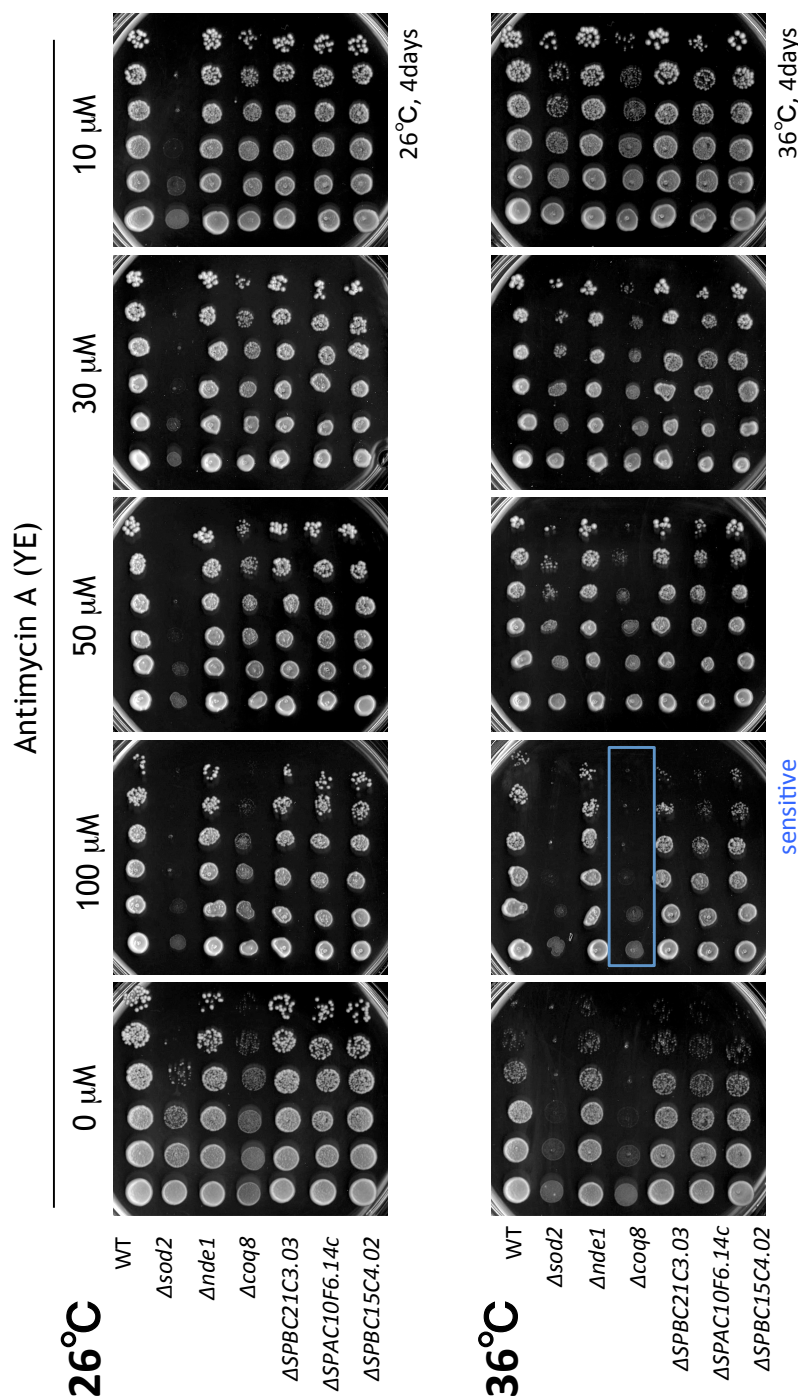 Antimycin A (YE)
0 μM
100 μM
50 μM
30 μM
10 μM
26°C
WT
Δsod2
Δnde1
Δcoq8
ΔSPBC21C3.03
ΔSPAC10F6.14c
ΔSPBC15C4.02
26°C, 4days
36°C
WT
Δsod2
Δnde1
Δcoq8
ΔSPBC21C3.03
ΔSPAC10F6.14c
ΔSPBC15C4.02
sensitive
36°C, 4days